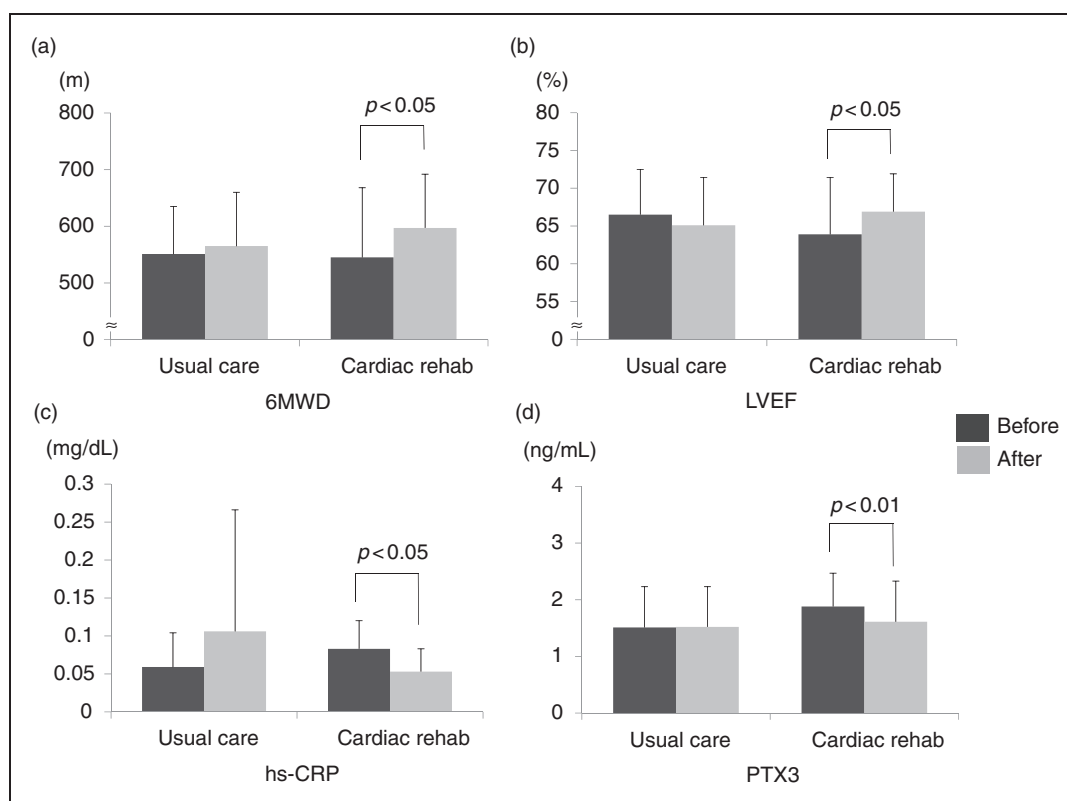 (a)
(m)
800
700
600
500
0
≈
p<0.05
Usual care
Cardiac rehab
6MWD
(b)
(%)
80
75
70
65
60
55
0
≈
p<0.05
Usual care
Cardiac rehab
LVEF
(c)
(mg/dL)
0.3
0.25
0.2
0.15
0.1
0.05
0
p<0.05
Usual care
Cardiac rehab
hs-CRP
(d)
(ng/mL)
4
3
2
1
0
p<0.01
Usual care
Cardiac rehab
PTX3
Before
After